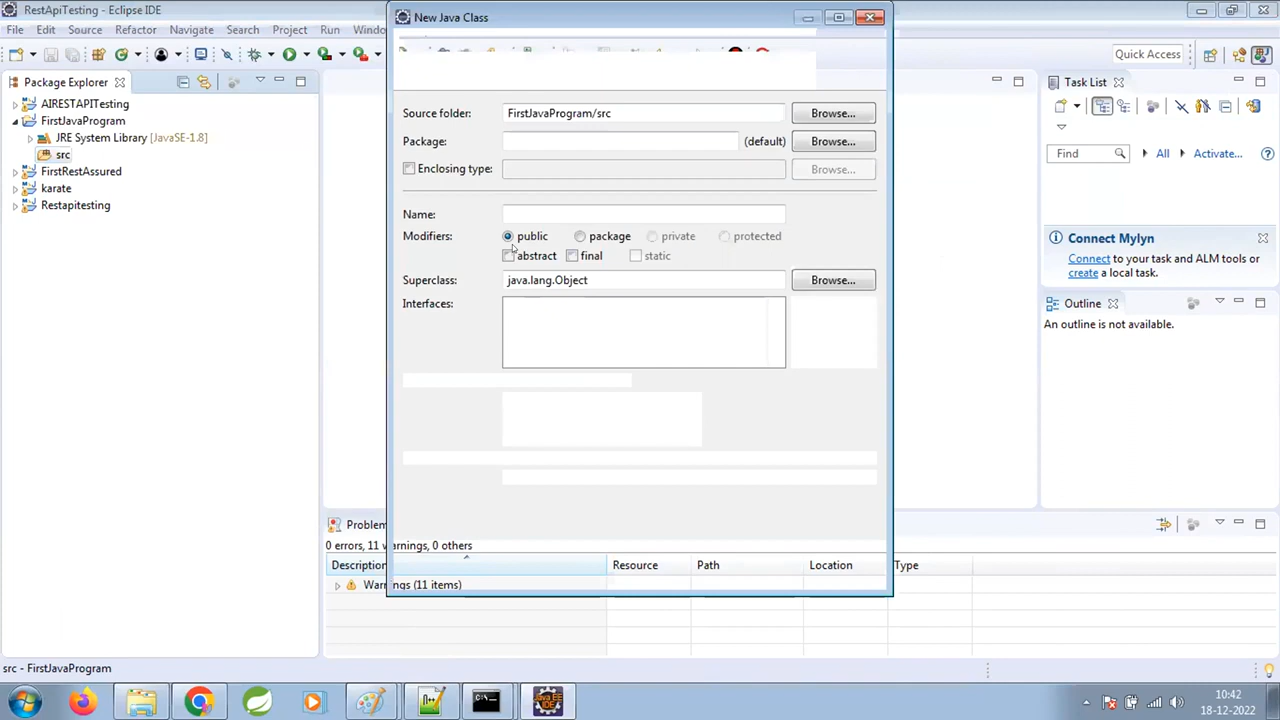 RestApiTesting - Eclipse IDE
New Java Class
File Edit Source Refactor Navigate Search Project Run Windo
Quick Access
Package Explorer
Task List
AIRESTAPITesting
FirstJavaProgram
JRE System Library [JavaSE-1.8]
src
FirstRestAssured
karate
Restapitesting
Source folder: FirstJavaProgram/src Browse...
Package: (default) Browse...
Enclosing type: Browse...
Name:
Modifiers: public package private protected
abstract final static
Superclass: java.lang.Object Browse...
Interfaces:
Find All Activate...
Connect Mylyn
Connect to your task and ALM tools or
create a local task.
Outline
An outline is not available.
Problem
0 errors, 11 warnings, 0 others
Description Resource Path Location Type
Warnings (11 items)
src - FirstJavaProgram
Java EE
IDE
10:42
18-12-2022